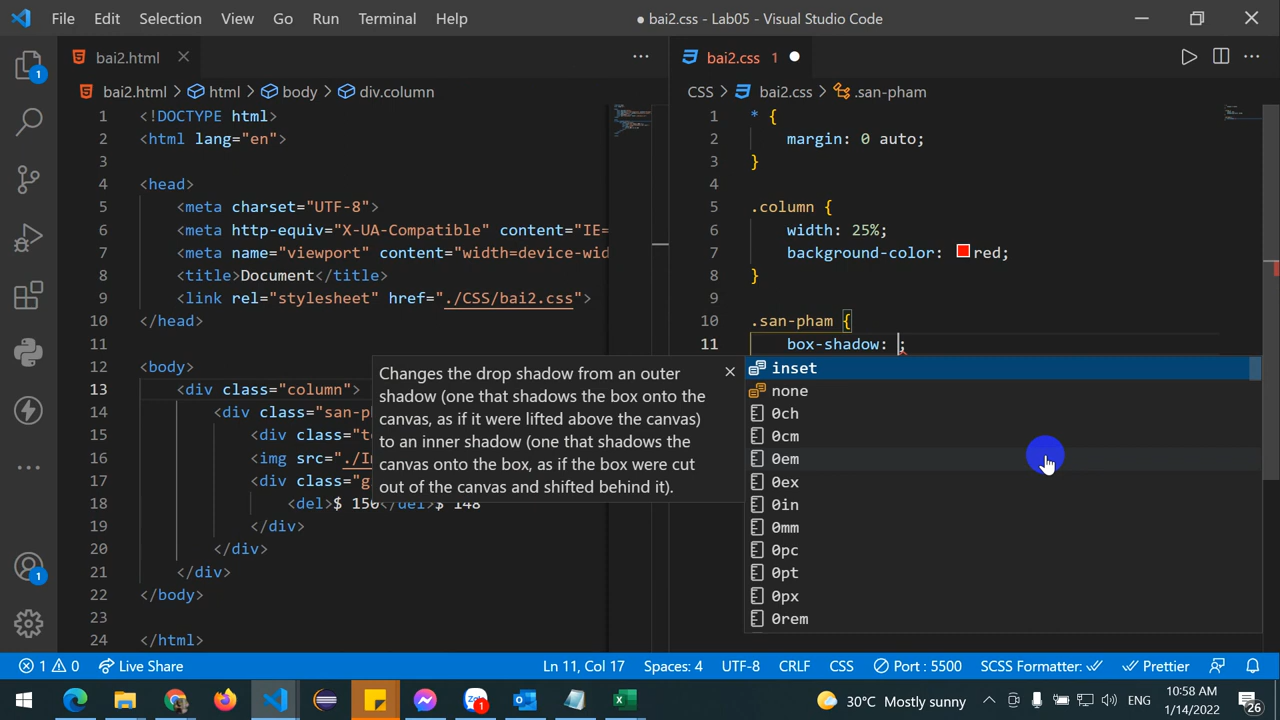 File Edit Selection View Go Run Terminal Help ● bai2.css - Lab05 - Visual Studio Code
bai2.html
bai2.html > html > body > div.column
1 <!DOCTYPE html>
2 <html lang="en">
3
4 <head>
5 <meta charset="UTF-8">
6 <meta http-equiv="X-UA-Compatible" content="IE=
7 <meta name="viewport" content="width=device-wid
8 <title>Document</title>
9 <link rel="stylesheet" href="./CSS/bai2.css">
10 </head>
11
12 <body>
13 <div class="column">
14 <div class="san-ph
15 <div class="t
16 <img src="./I
17 <div class="g
18 <del>$ 150</del>$ 148
19 </div>
20 </div>
21 </div>
22 </body>
23
24 </html>
Changes the drop shadow from an outer
shadow (one that shadows the box onto the
canvas, as if it were lifted above the canvas)
to an inner shadow (one that shadows the
canvas onto the box, as if the box were cut
out of the canvas and shifted behind it).
bai2.css 1
CSS > bai2.css > .san-pham
1 * {
2 margin: 0 auto;
3 }
4
5 .column {
6 width: 25%;
7 background-color: red;
8 }
9
10 .san-pham {
11 box-shadow: ;
inset
none
0ch
0cm
0em
0ex
0in
0mm
0pc
0pt
0px
0rem
1
1
1 0 Live Share Ln 11, Col 17 Spaces: 4 UTF-8 CRLF CSS Port : 5500 SCSS Formatter: Prettier
1 30°C Mostly sunny 10:58 AM
1/14/2022 26